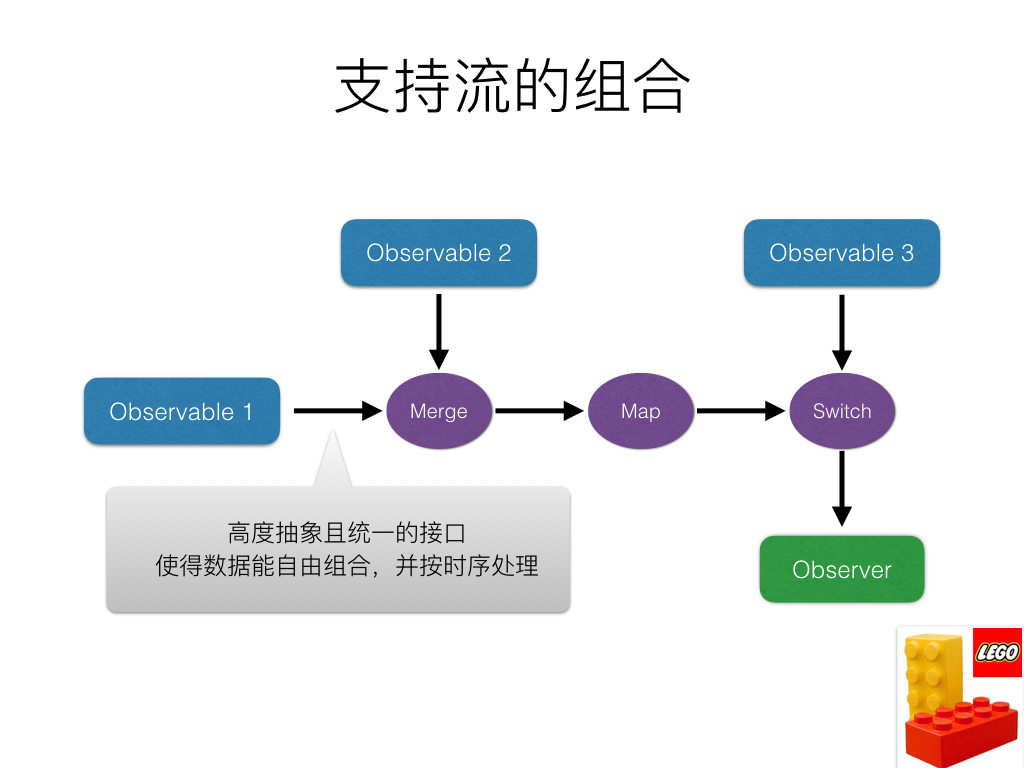 支持流的组合
Observable 2
Observable 3
Observable 1
Merge
Map
Switch
高度抽象且统一的接口
使得数据能自由组合，并按时序处理
Observer
LEGO